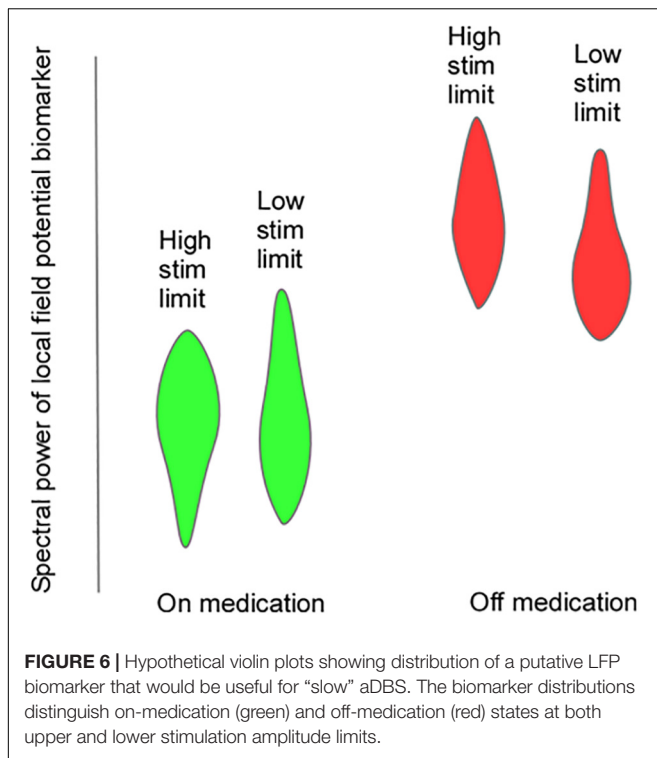 Spectral power of local field potential biomarker
High
stim
limit
Low
stim
limit
High
stim
limit
Low
stim
limit
On medication
Off medication
FIGURE 6 | Hypothetical violin plots showing distribution of a putative LFP
biomarker that would be useful for “slow” aDBS. The biomarker distributions
distinguish on-medication (green) and off-medication (red) states at both
upper and lower stimulation amplitude limits.